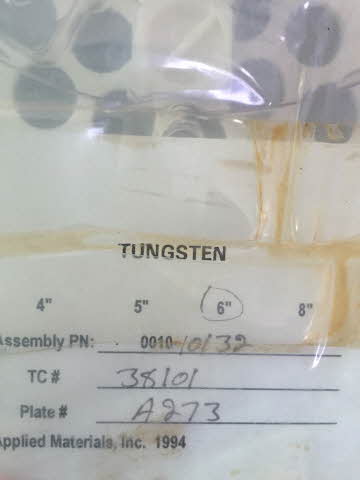 TUNGSTEN
4" 5" 6" 8"
Assembly PN: 0010-10132
TC # 38101
Plate # A273
Applied Materials, Inc. 1994